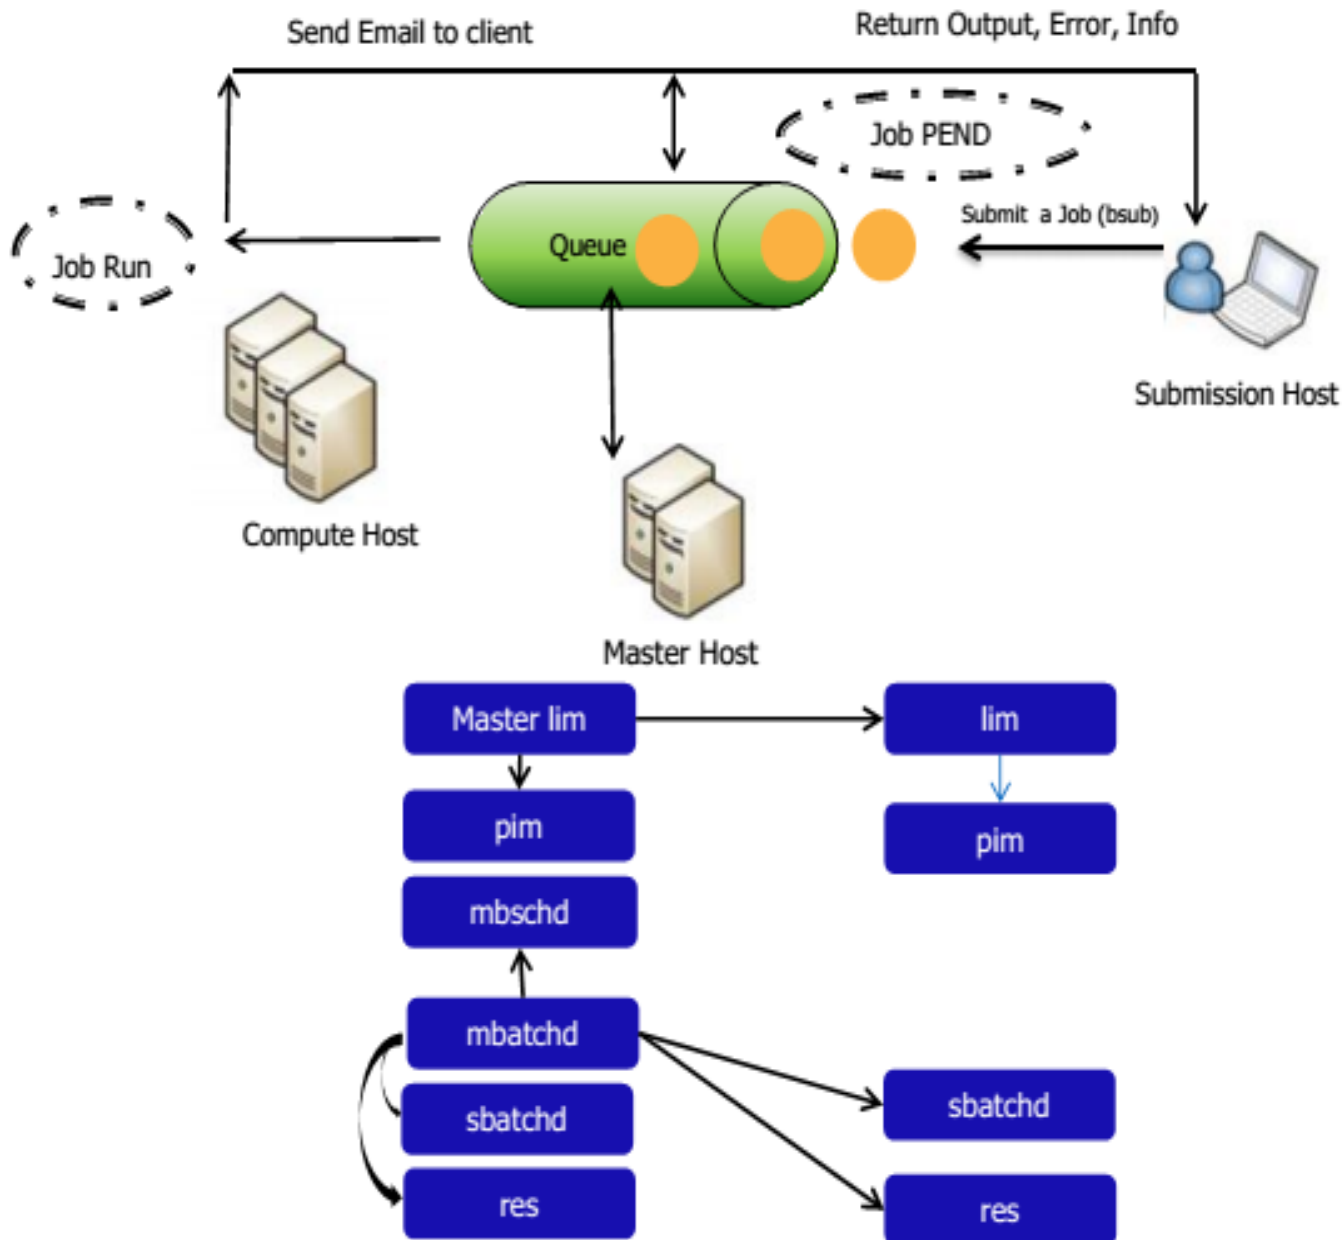 Send Email to client
Return Output, Error, Info
Job PEND
Submit a Job (bsub)
Queue
Job Run
Submission Host
Compute Host
Master Host
Master lim
lim
pim
pim
mbschd
mbatchd
sbatchd
sbatchd
res
res